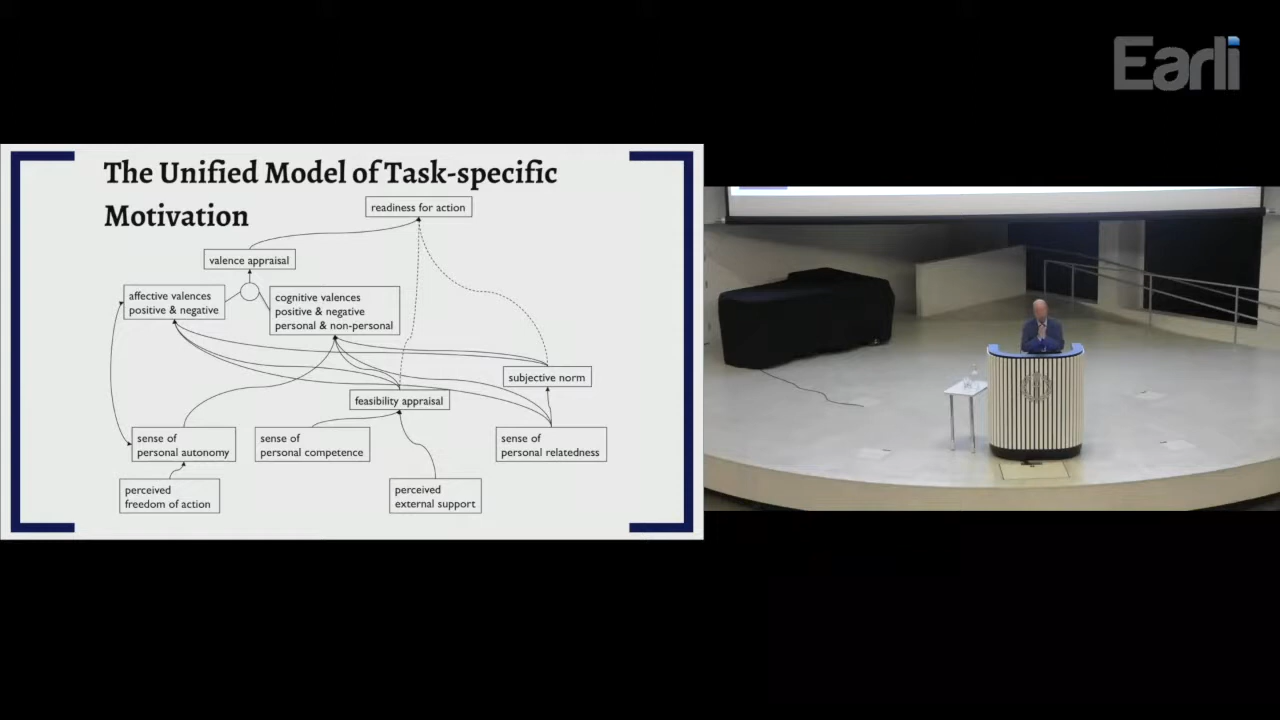 Earli
The Unified Model of Task-specific
Motivation
readiness for action
valence appraisal
affective valences
positive & negative
cognitive valences
positive & negative
personal & non-personal
subjective norm
feasibility appraisal
sense of
personal autonomy
sense of
personal competence
sense of
personal relatedness
perceived
freedom of action
perceived
external support